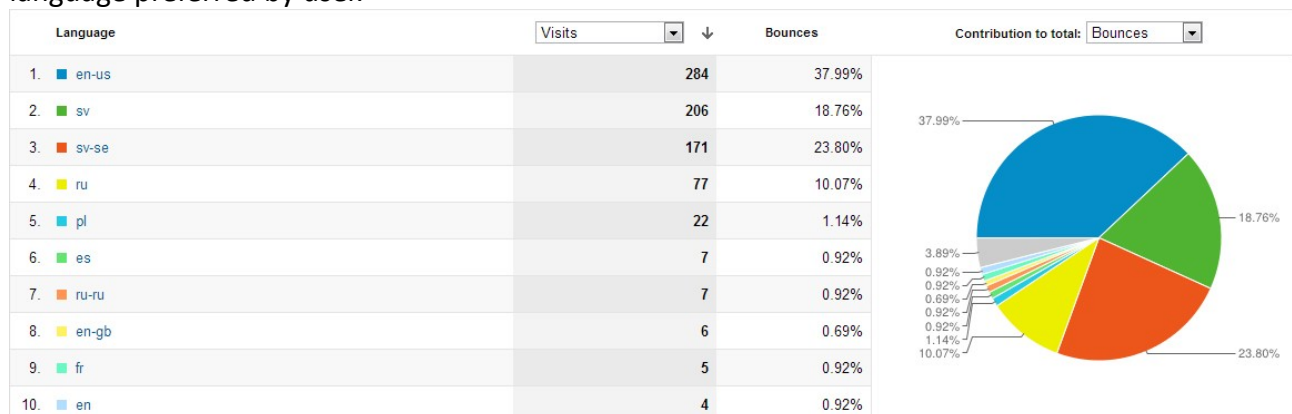 language preferred by user.
Language Visits Bounces Contribution to total: Bounces
1. en-us 284 37.99%
2. sv 206 18.76%
3. sv-se 171 23.80%
4. ru 77 10.07%
5. pl 22 1.14%
6. es 7 0.92%
7. ru-ru 7 0.92%
8. en-gb 6 0.69%
9. fr 5 0.92%
10. en 4 0.92%
37.99%
18.76%
3.89%
0.92%
0.92%
0.69%
0.92%
0.92%
1.14%
10.07%
23.80%